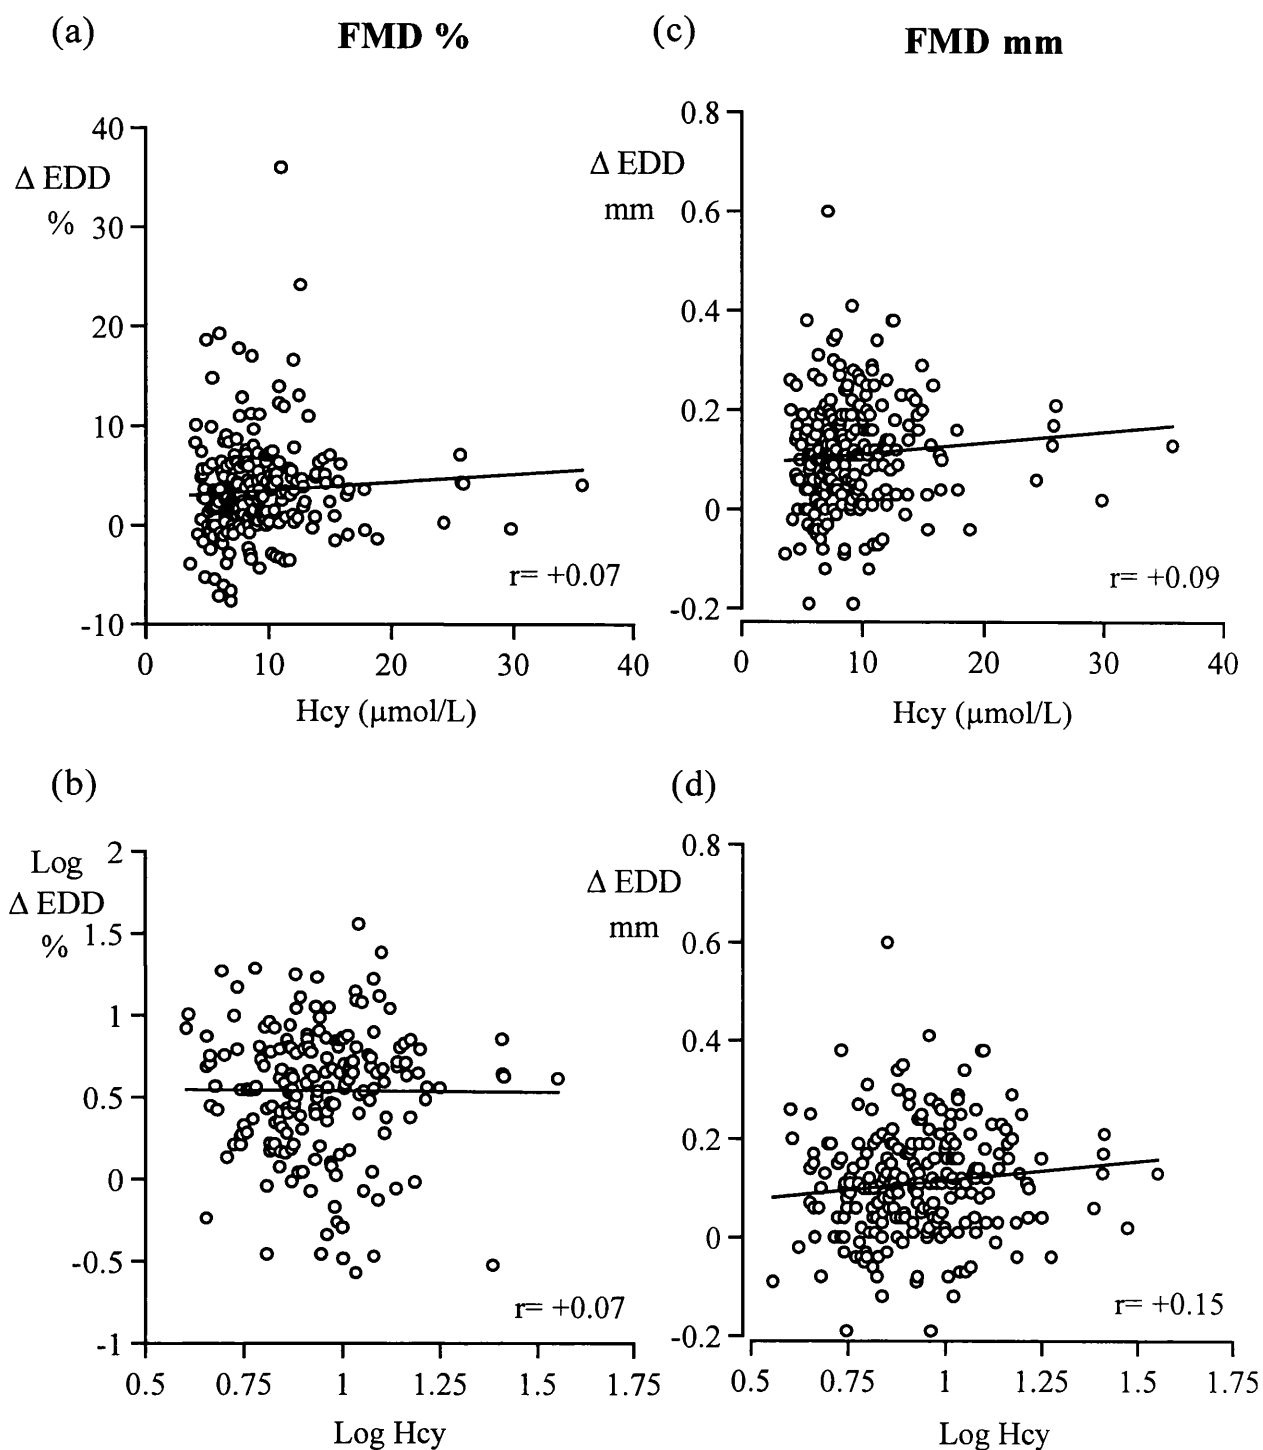 (a)
FMD %
40
Δ EDD
%
30
20
10
0
-10
r= +0.07
0 10 20 30 40
Hcy (μmol/L)
(c)
FMD mm
0.8
Δ EDD
mm
0.6
0.4
0.2
0
-0.2
r= +0.09
0 10 20 30 40
Hcy (μmol/L)
(b)
Log
Δ EDD
%
2
1.5
1
0.5
0
-0.5
-1
r= +0.07
0.5 0.75 1 1.25 1.5 1.75
Log Hcy
(d)
0.8
Δ EDD
mm
0.6
0.4
0.2
0
-0.2
r= +0.15
0.5 0.75 1 1.25 1.5 1.75
Log Hcy